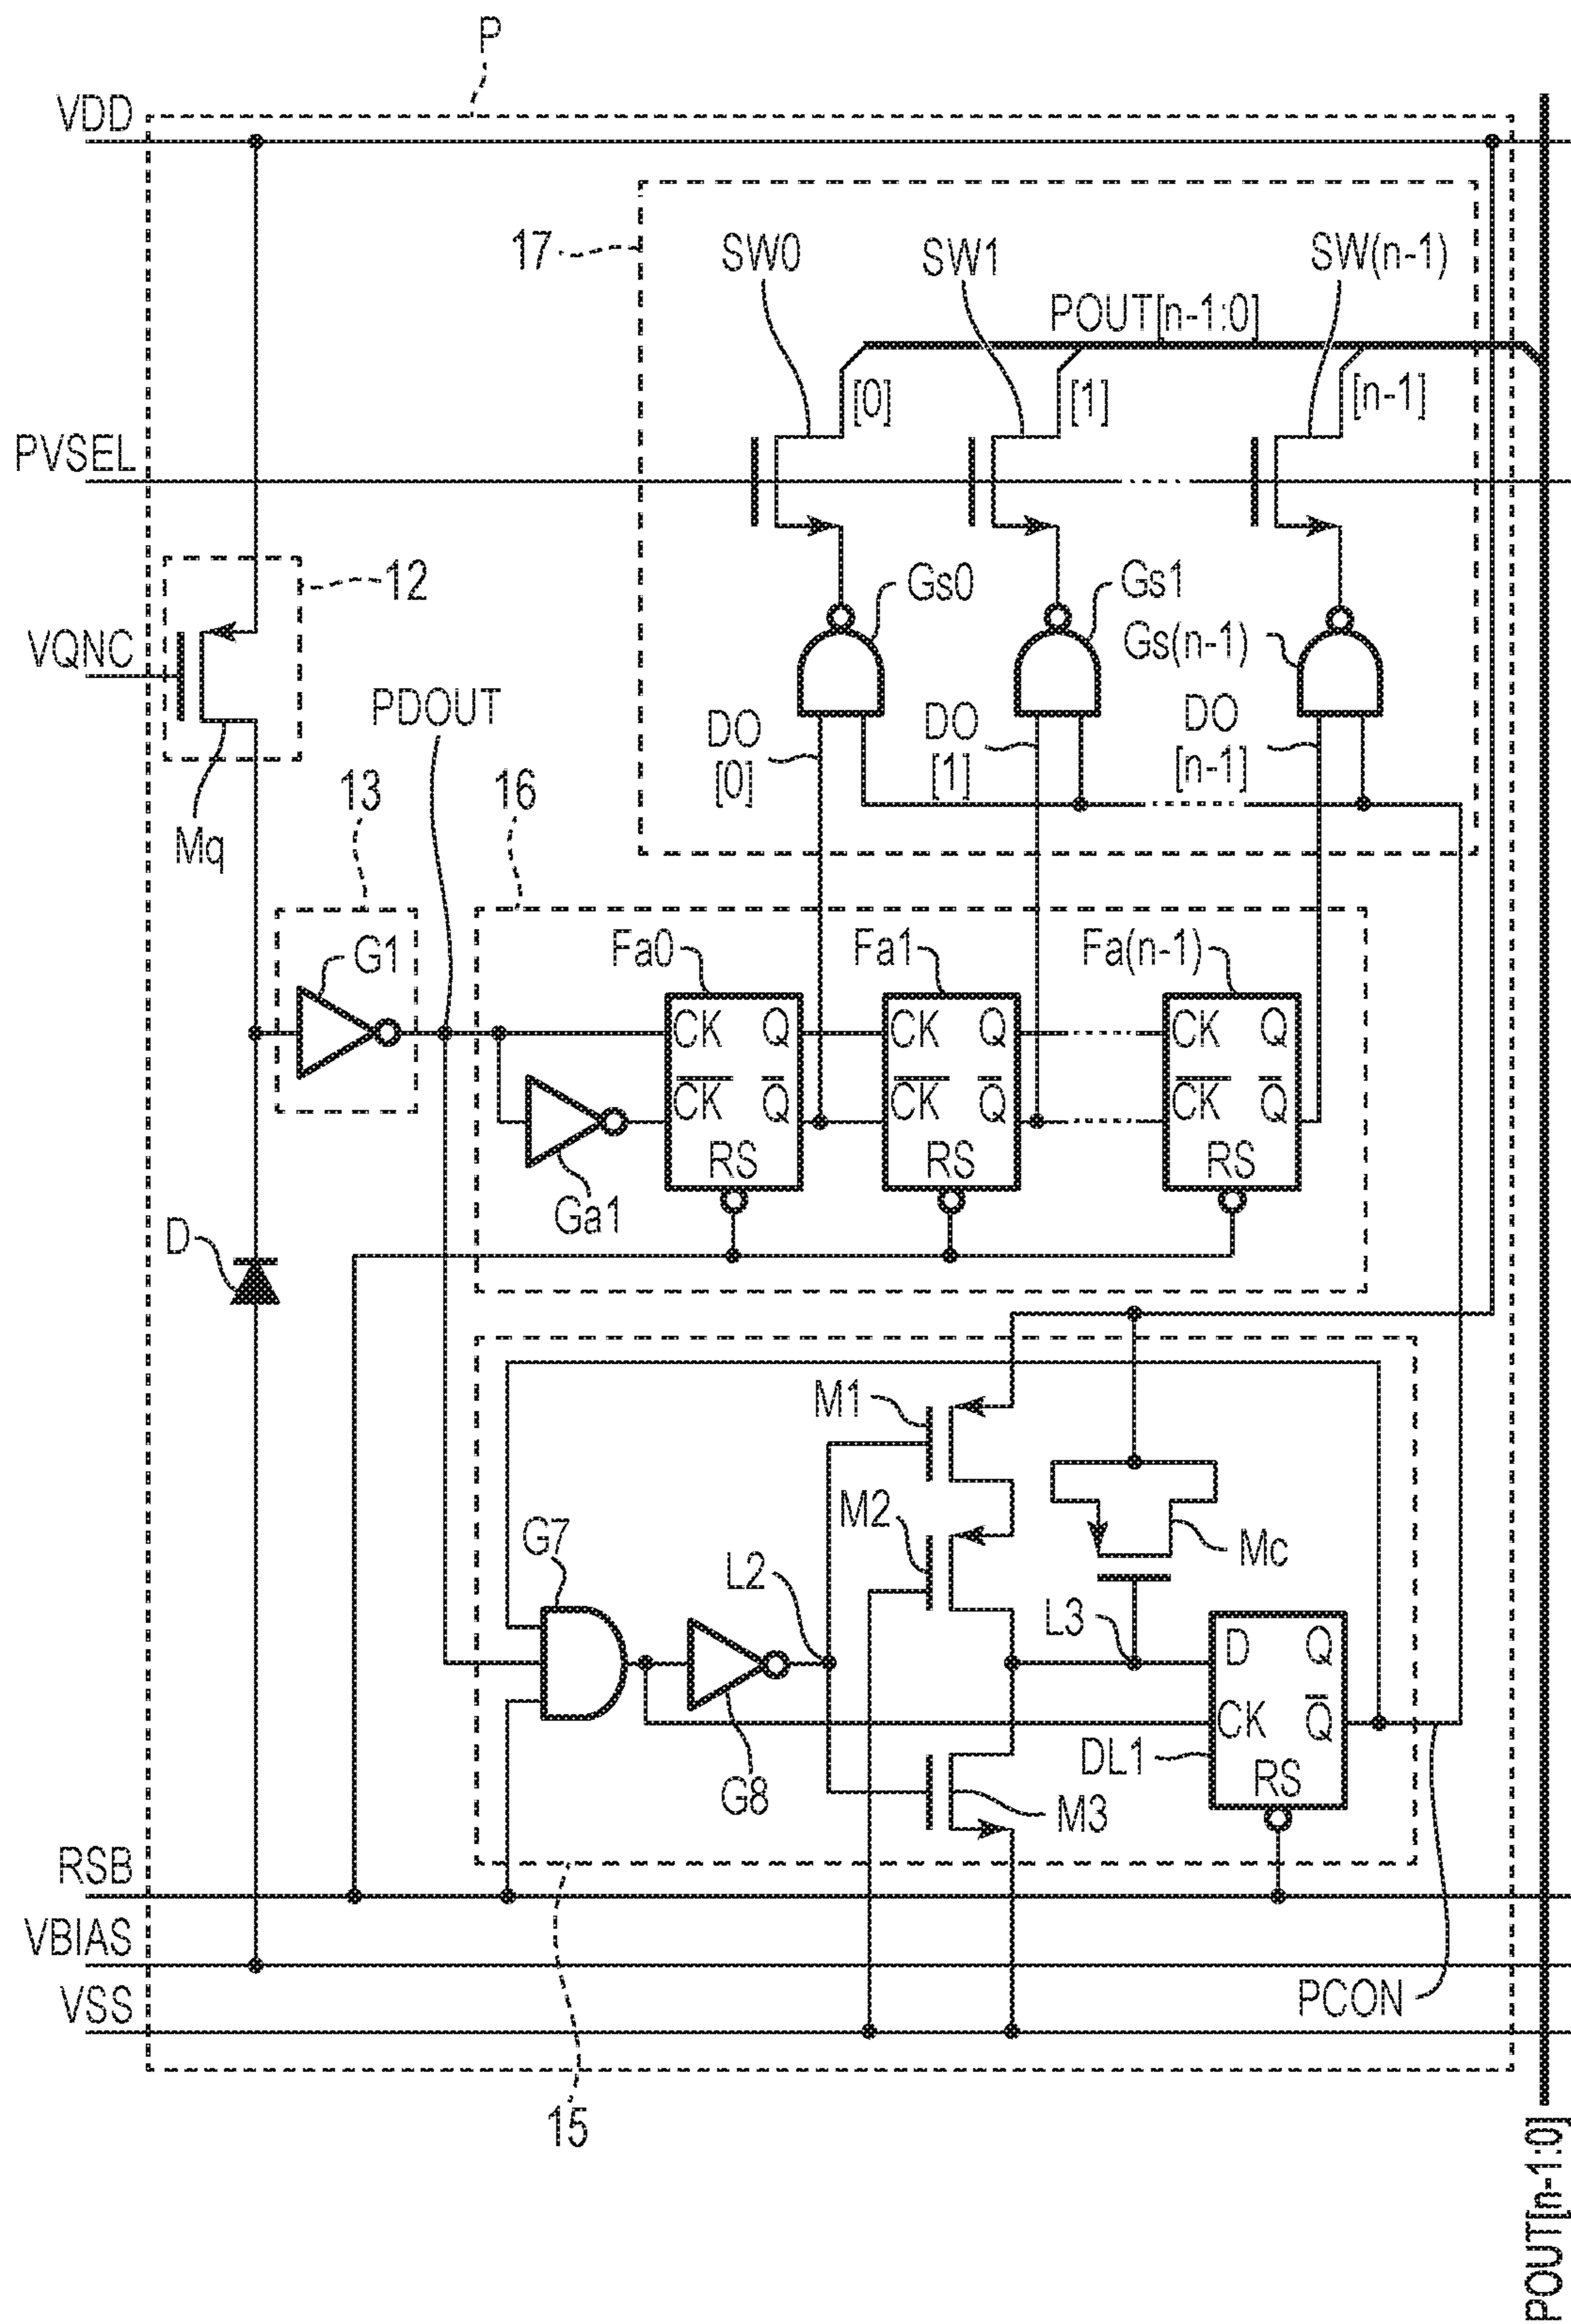 P
VDD
17
SW0
SW1
SW(n-1)
POUT[n-1:0]
[0]
[1]
[n-1]
PVSEL
12
Gs0
Gs1
Gs(n-1)
VQNC
PDOUT
DO
[0]
DO
[1]
DO
[n-1]
Mq
13
16
G1
Fa0
Fa1
Fa(n-1)
CK Q
CK Q
RS
CK Q
CK Q
RS
CK Q
CK Q
RS
Ga1
D
M1
M2
Mc
G7
L2
L3
D Q
CK Q
RS
DL1
G8
M3
RSB
VBIAS
VSS
PCON
15
POUT[n-1:0]